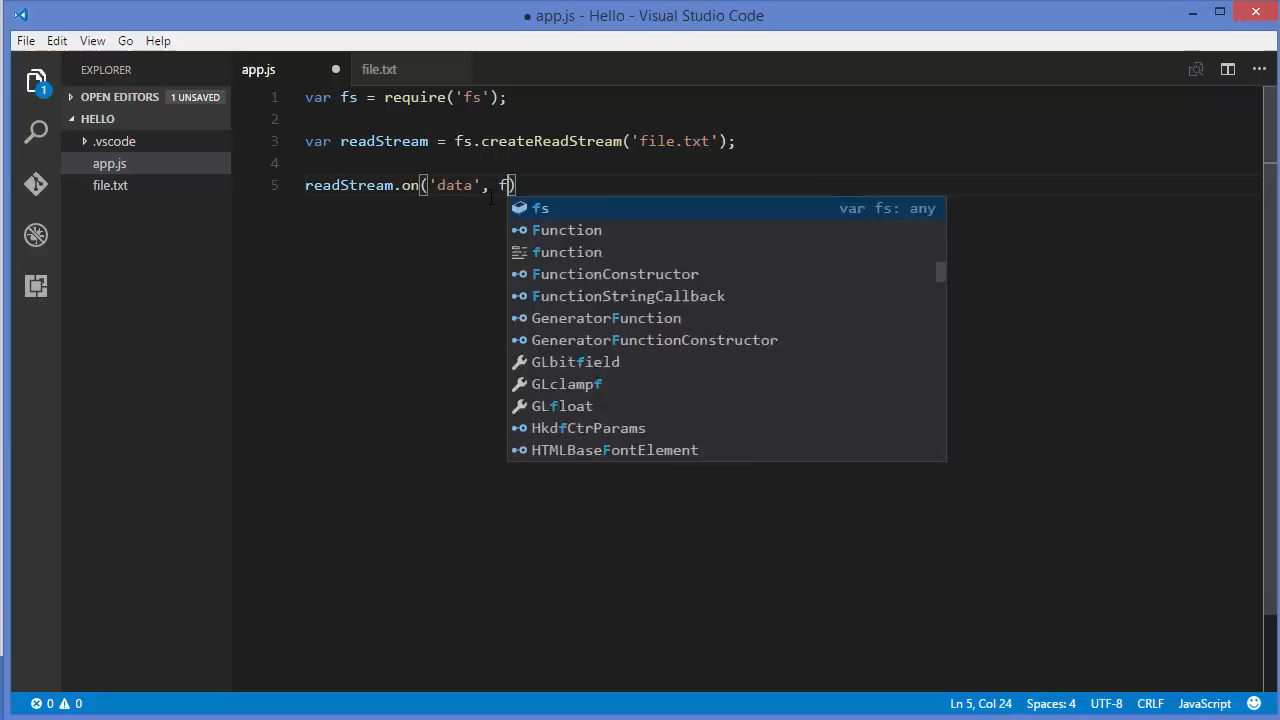 ● app.js - Hello - Visual Studio Code
File Edit View Go Help
EXPLORER
OPEN EDITORS 1 UNSAVED
HELLO
.vscode
app.js
file.txt
1
app.js ● file.txt
1 var fs = require('fs');
2
3 var readStream = fs.createReadStream('file.txt');
4
5 readStream.on('data', f)
fs var fs: any
Function
function
FunctionConstructor
FunctionStringCallback
GeneratorFunction
GeneratorFunctionConstructor
GLbitfield
GLclampf
GLfloat
HkdfCtrParams
HTMLBaseFontElement
0 0 Ln 5, Col 24 Spaces: 4 UTF-8 CRLF JavaScript